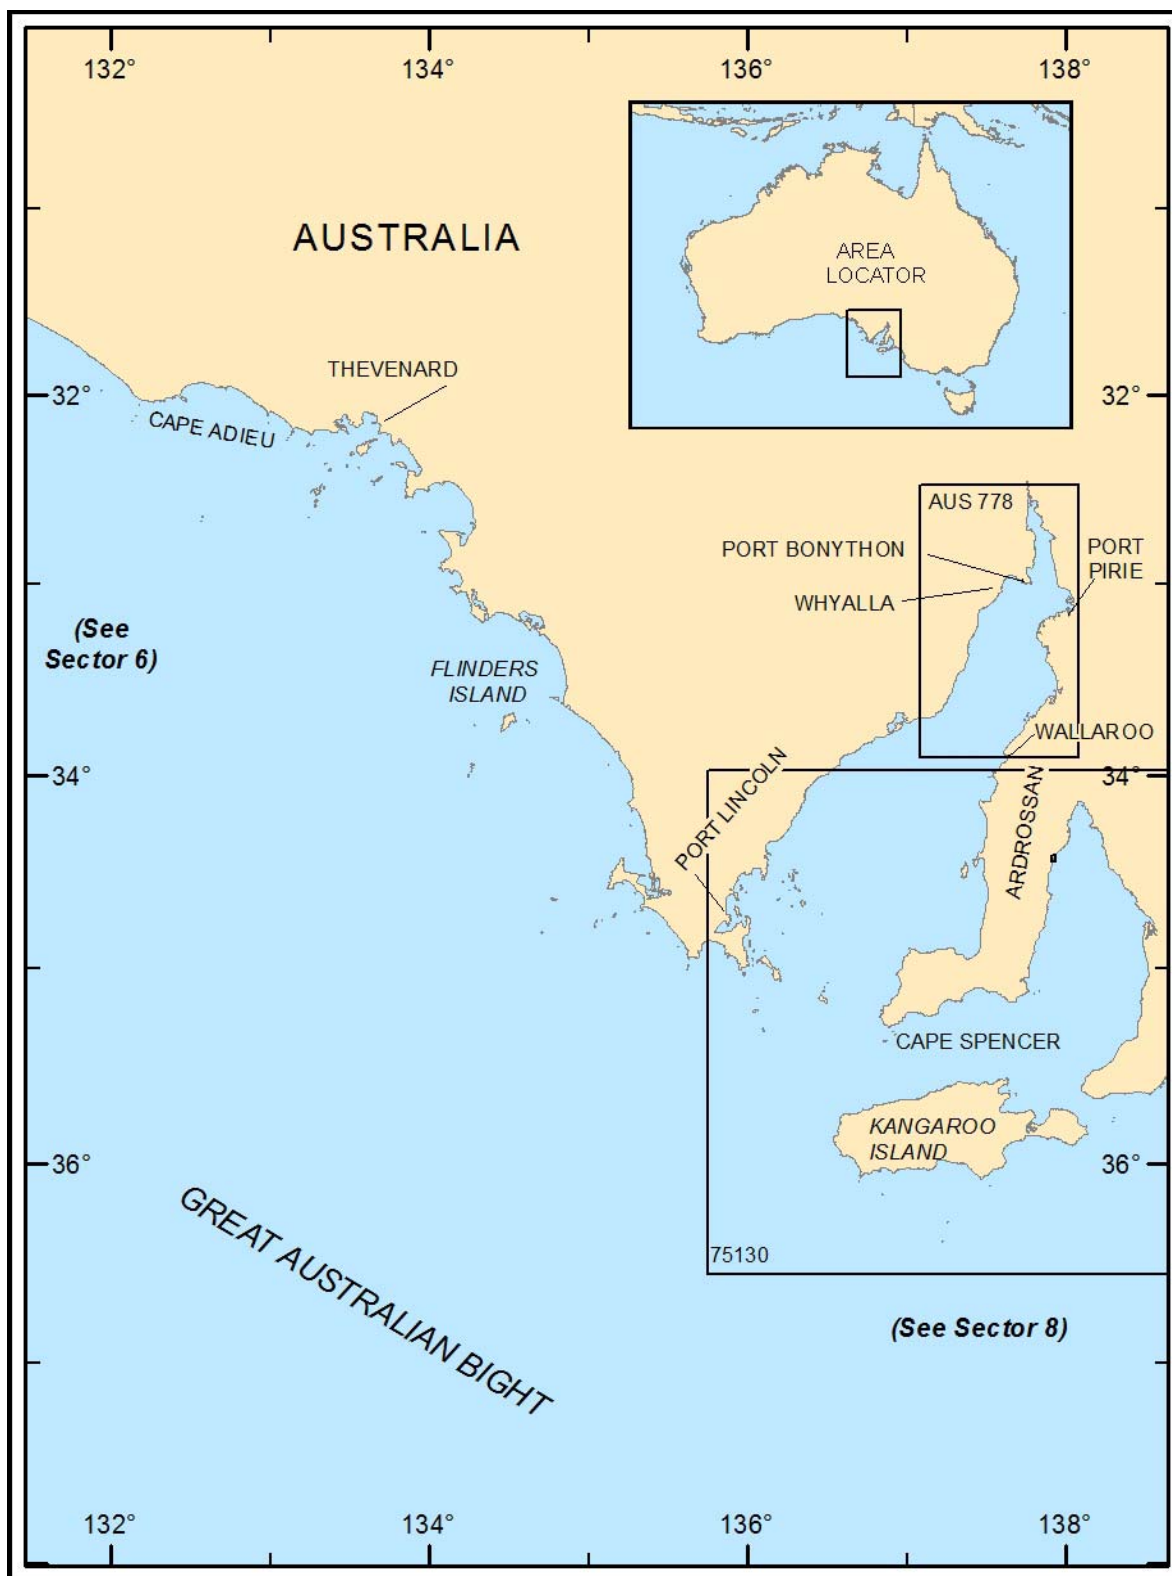 132°
134°
136°
138°
AUSTRALIA
AREA
LOCATOR
THEVENARD
32°
32°
CAPE ADIEU
AUS 778
PORT BONYTHON
PORT
PIRIE
WHYALLA
(See
Sector 6)
FLINDERS
ISLAND
WALLAROO
34°
34°
PORT LINCOLN
ARDROSSAN
CAPE SPENCER
KANGAROO
ISLAND
36°
36°
GREAT AUSTRALIAN BIGHT
75130
(See Sector 8)
132°
134°
136°
138°